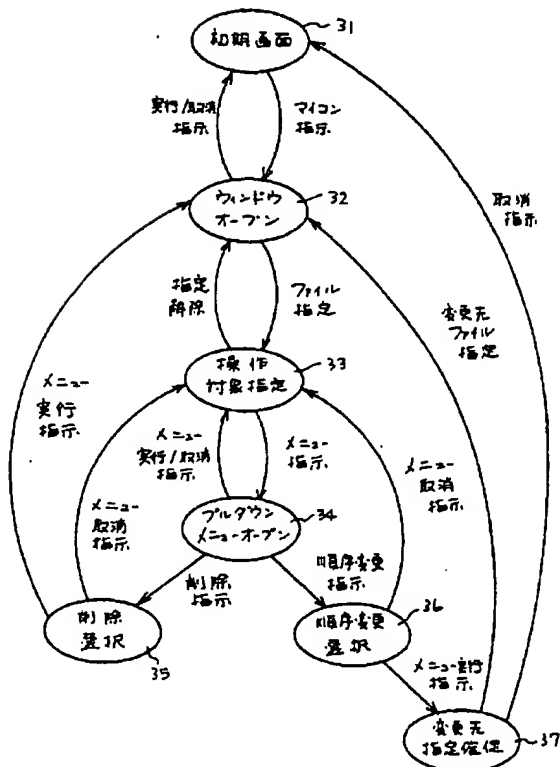 31
初期画面
実行/取消
指示
マイコン
指示
32
ウィンドウ
オープン
取消
指示
指定
解除
ファイル
指定
変更先
ファイル
指定
33
操作
対象指定
メニュー
実行
指示
メニュー
実行/取消
指示
メニュー
指示
メニュー
取消
指示
メニュー
取消
指示
34
プルダウン
メニューオープン
削除
指示
順序変更
指示
削除
選択
35
順序変更
選択
36
メニュー実行
指示
変更先
指定催促
37